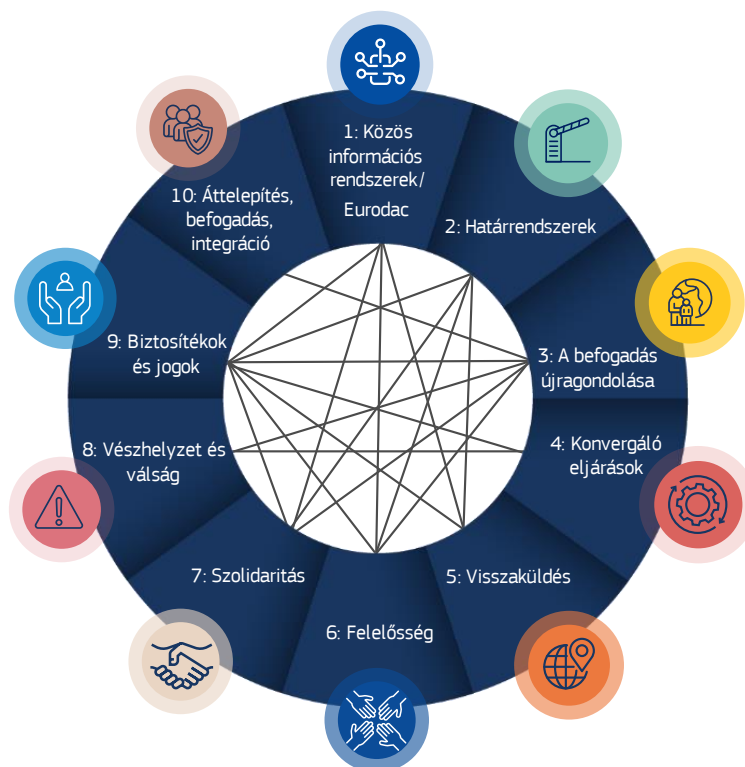 1: Közös
információs
rendszerek/
Eurodac
2: Határrendszerek
3: A befogadás
újragondolása
4: Konvergáló
eljárások
5: Visszaküldés
6: Felelősség
7: Szolidaritás
8: Vészhelyzet és
válság
9: Biztosítékok
és jogok
10: Áttelepítés,
befogadás,
integráció